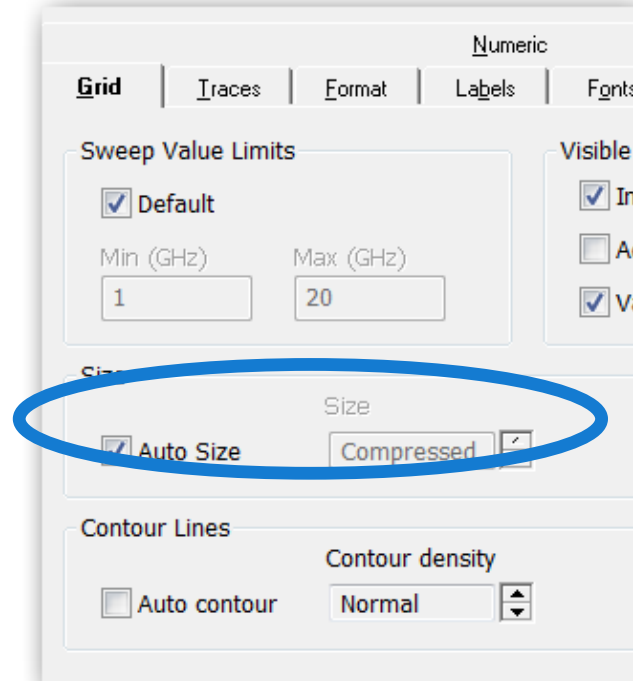 Numeric
Grid Traces Format Labels Fonts
Sweep Value Limits
Visible
Default
Min (GHz) Max (GHz)
1 20
Size
Size
Auto Size Compressed
Contour Lines
Contour density
Auto contour Normal